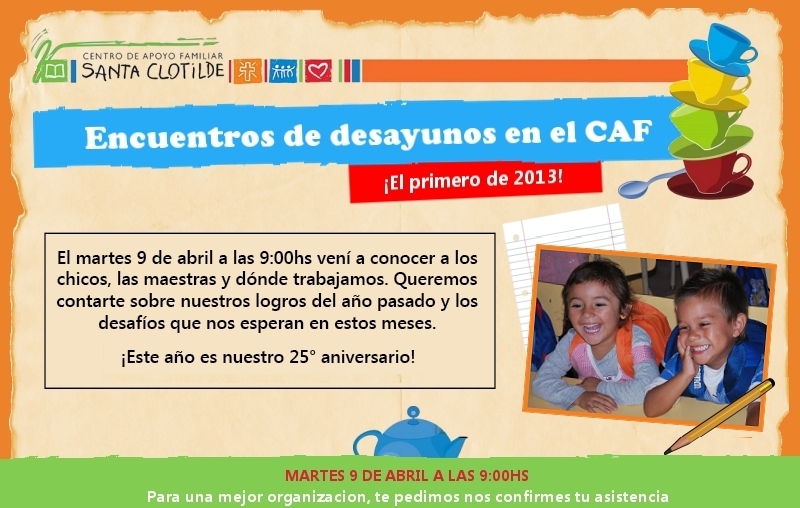 CENTRO DE APOYO FAMILIAR
SANTA CLOTILDE
Encuentros de desayunos en el CAF
¡El primero de 2013!
El martes 9 de abril a las 9:00hs vení a conocer a los
chicos, las maestras y dónde trabajamos. Queremos
contarte sobre nuestros logros del año pasado y los
desafíos que nos esperan en estos meses.
¡Este año es nuestro 25° aniversario!
MARTES 9 DE ABRIL A LAS 9:00HS
Para una mejor organizacion, te pedimos nos confirmes tu asistencia